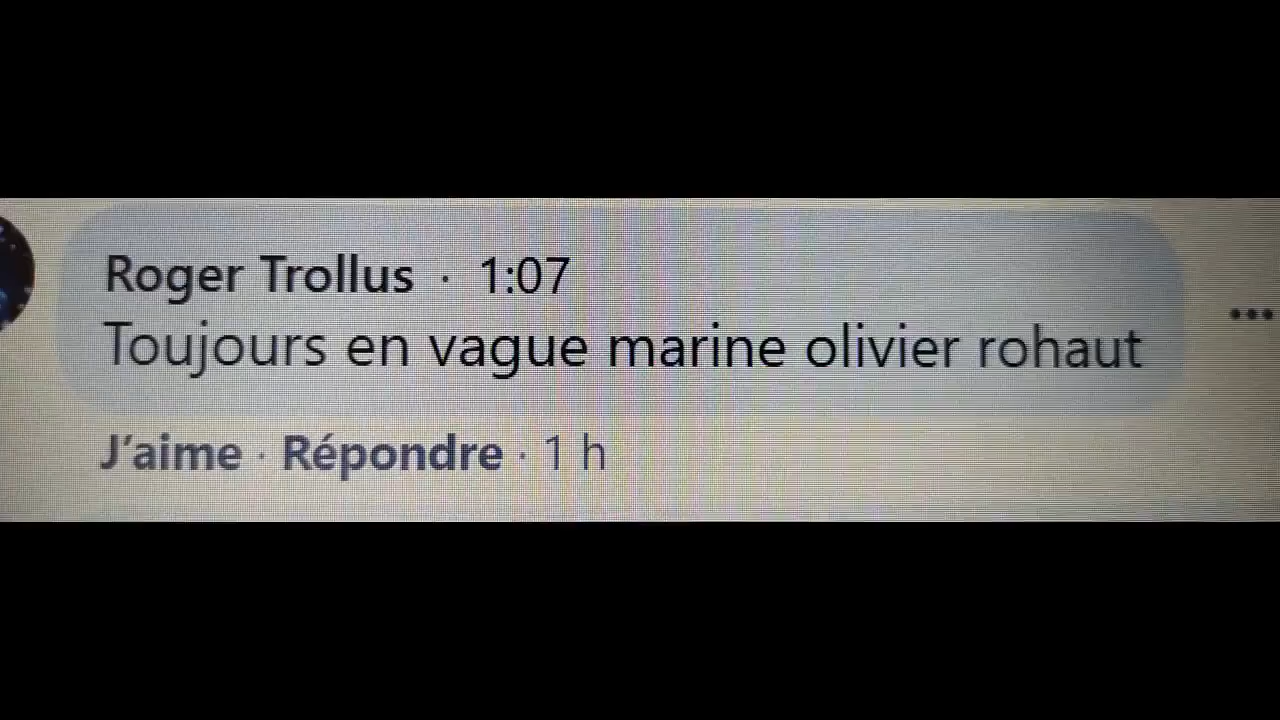 Roger Trollus · 1:07
Toujours en vague marine olivier rohaut
J'aime · Répondre · 1 h